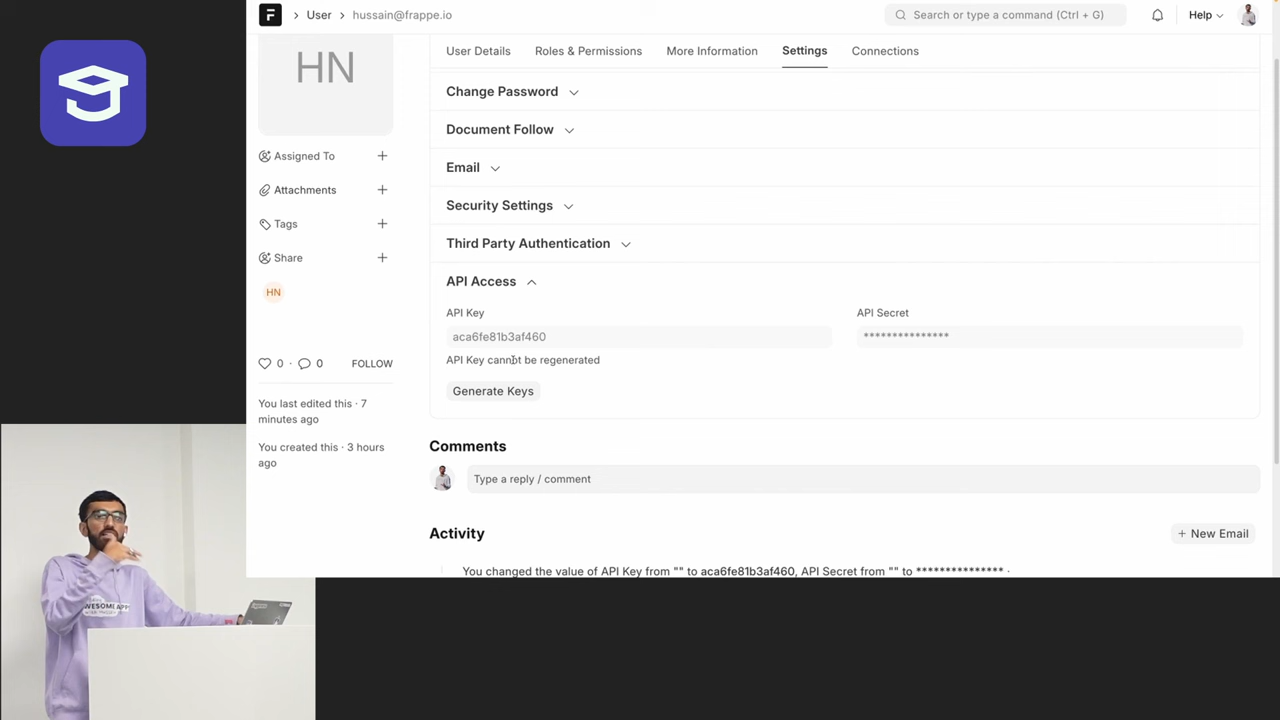 User
hussain@frappe.io
Search or type a command (Ctrl + G)
Help
HN
User Details
Roles & Permissions
More Information
Settings
Connections
Change Password
Document Follow
Email
Security Settings
Third Party Authentication
API Access
API Key
API Secret
aca6fe81b3af460
***************
API Key cannot be regenerated
Generate Keys
Assigned To
Attachments
Tags
Share
HN
0 · 0 FOLLOW
You last edited this · 7
minutes ago
You created this · 3 hours
ago
Comments
Type a reply / comment
Activity
+ New Email
You changed the value of API Key from "" to aca6fe81b3af460, API Secret from "" to *************** ·